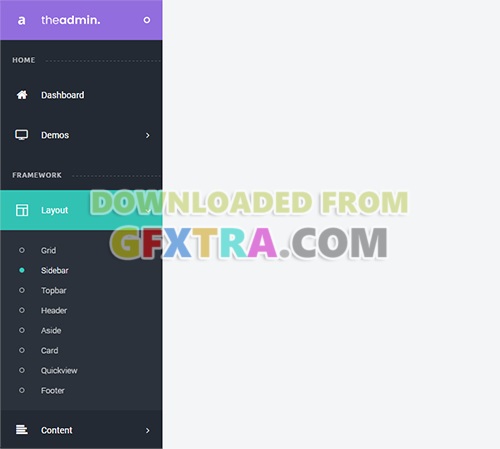 a theadmin.
HOME
Dashboard
Demos
FRAMEWORK
Layout
DOWNLOADED FROM
GFXTRA.COM
Grid
Sidebar
Topbar
Header
Aside
Card
Quickview
Footer
Content